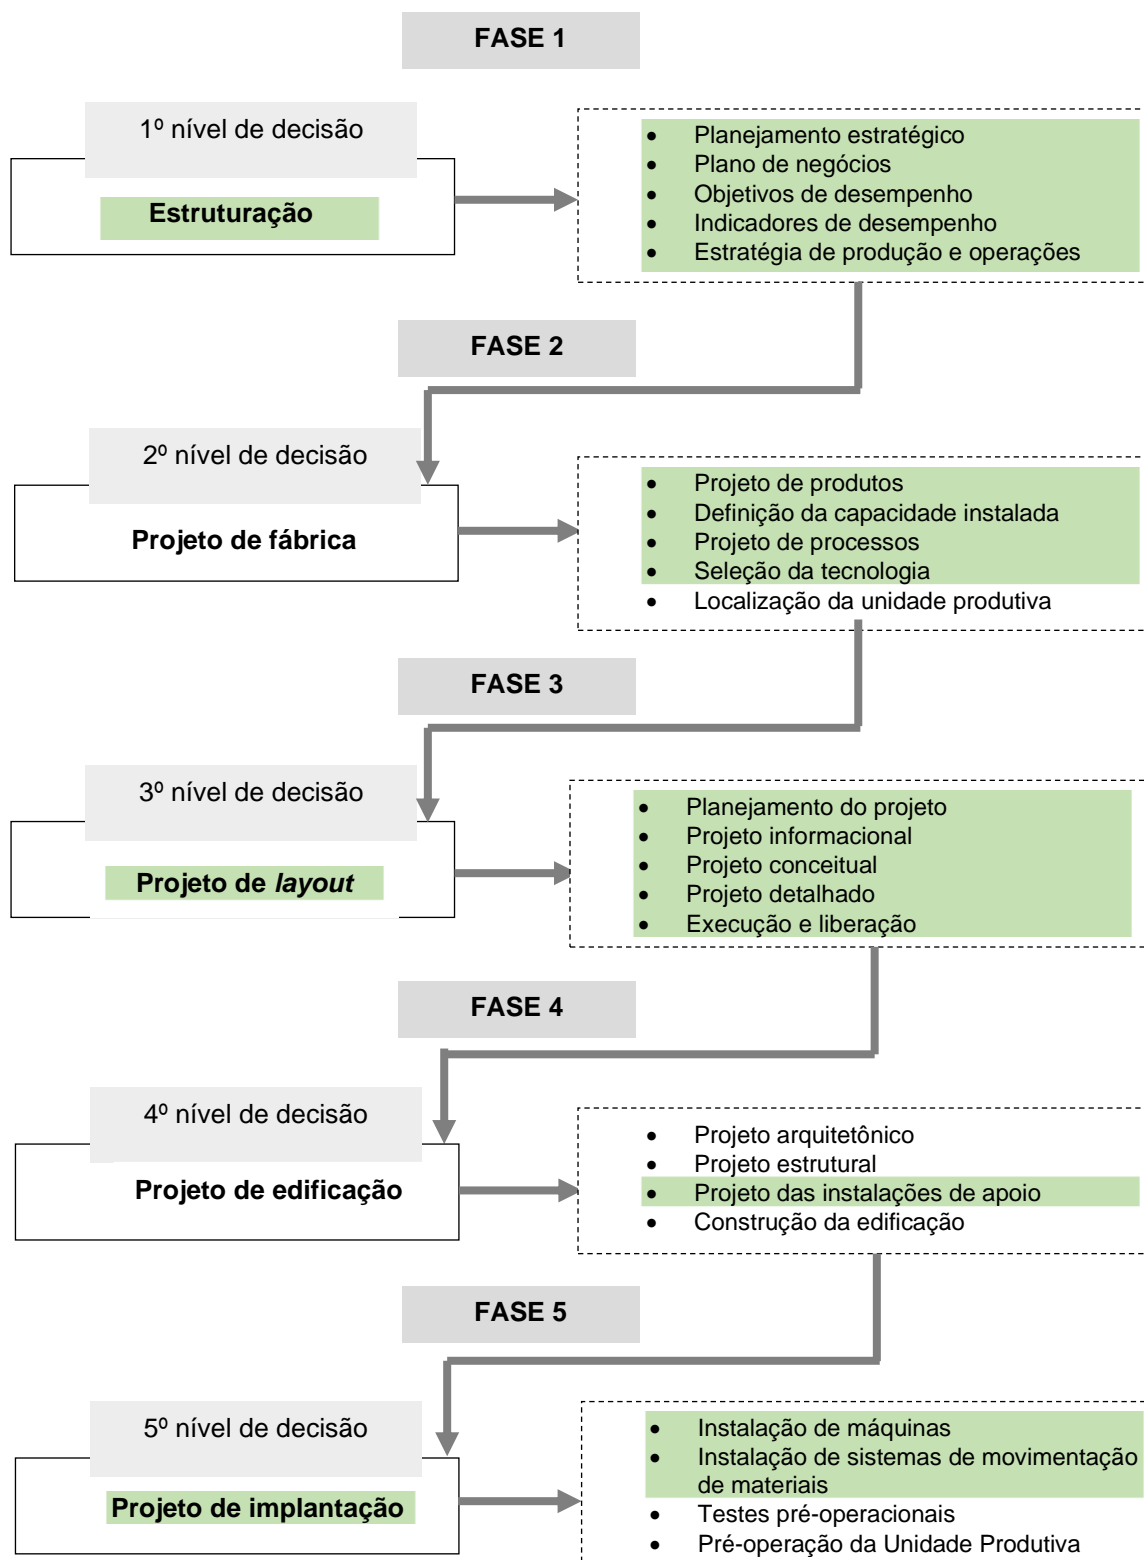 FASE 1
1º nível de decisão
Estruturação
• Planejamento estratégico
• Plano de negócios
• Objetivos de desempenho
• Indicadores de desempenho
• Estratégia de produção e operações
FASE 2
2º nível de decisão
Projeto de fábrica
• Projeto de produtos
• Definição da capacidade instalada
• Projeto de processos
• Seleção da tecnologia
• Localização da unidade produtiva
FASE 3
3º nível de decisão
Projeto de layout
• Planejamento do projeto
• Projeto informacional
• Projeto conceitual
• Projeto detalhado
• Execução e liberação
FASE 4
4º nível de decisão
Projeto de edificação
• Projeto arquitetônico
• Projeto estrutural
• Projeto das instalações de apoio
• Construção da edificação
FASE 5
5º nível de decisão
Projeto de implantação
• Instalação de máquinas
• Instalação de sistemas de movimentação
de materiais
• Testes pré-operacionais
• Pré-operação da Unidade Produtiva